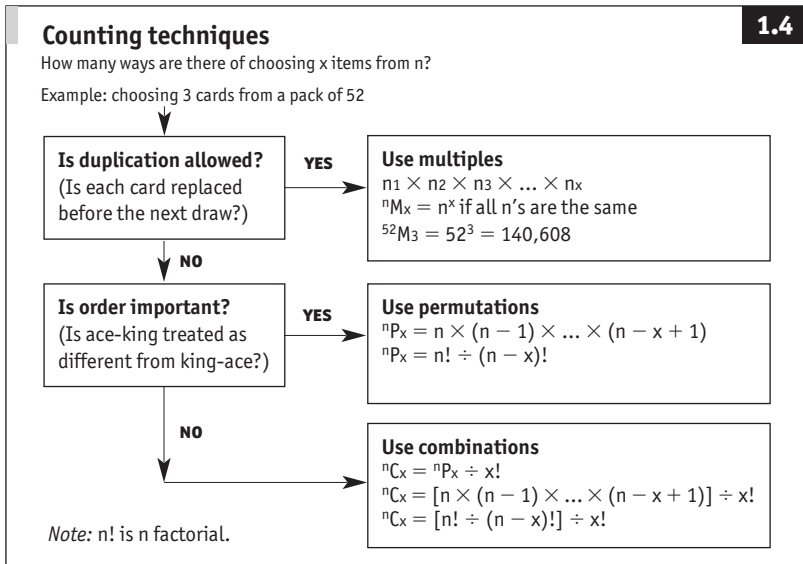 1.4
Counting techniques
How many ways are there of choosing x items from n?
Example: choosing 3 cards from a pack of 52
Is duplication allowed?
(Is each card replaced
before the next draw?)
YES
Use multiples
n₁ × n₂ × n₃ × ... × nₓ
ⁿMₓ = nˣ if all n's are the same
⁵²M₃ = 52³ = 140,608
NO
Is order important?
(Is ace-king treated as
different from king-ace?)
YES
Use permutations
ⁿPₓ = n × (n − 1) × ... × (n − x + 1)
ⁿPₓ = n! ÷ (n − x)!
NO
Use combinations
ⁿCₓ = ⁿPₓ ÷ x!
ⁿCₓ = [n × (n − 1) × ... × (n − x + 1)] ÷ x!
ⁿCₓ = [n! ÷ (n − x)!] ÷ x!
Note: n! is n factorial.